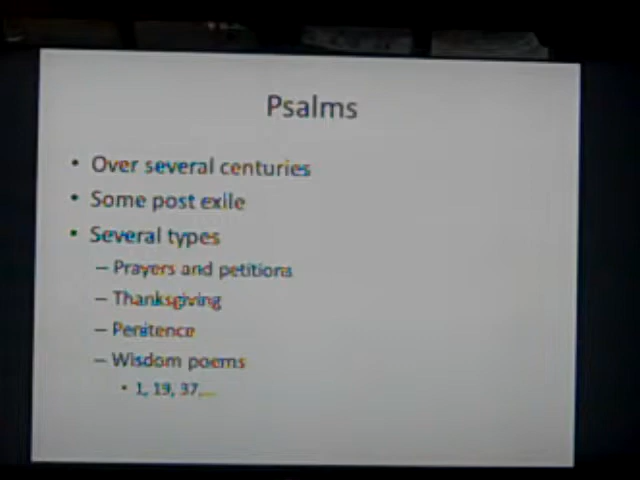 Psalms
• Over several centuries
• Some post exile
• Several types
– Prayers and petitions
– Thanksgiving
– Penitence
– Wisdom poems
• 1, 19, 37,...